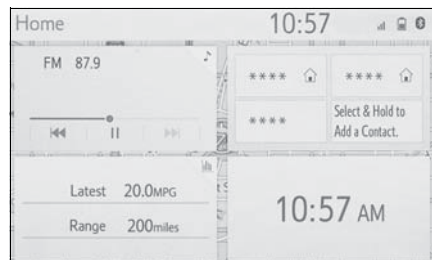 Home 10:57
FM 87.9
**** ****
**** Select & Hold to
Add a Contact.
Latest 20.0MPG
Range 200miles
10:57 AM